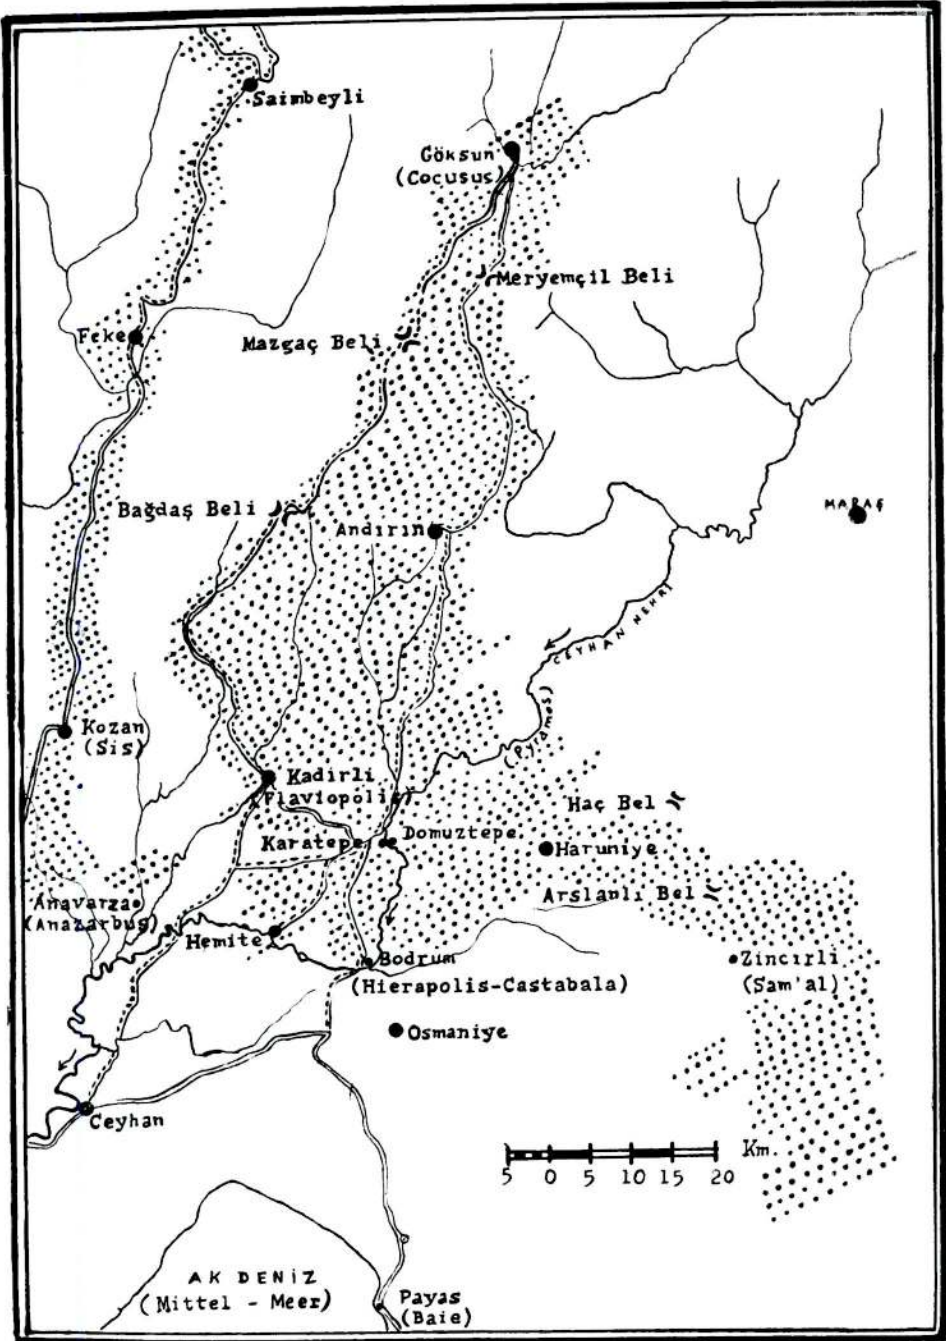 Saimbeyli
Göksun
(Cocusus)
Meryemçil Beli
Feke
Mazgaç Beli
Bağdaş Beli
Andırın
MARAŞ
CEYHAN NEHRİ
(Pyramos)
Kozan
(Sis)
Kadirli
(Flaviopolis)
Haç Bel
Karatepe
Domuztepe
Haruniye
Anavarza
(Anazarbus)
Arslanlı Bel
Hemite
Bodrum
(Hierapolis-Castabala)
Zincirli
(Sam'al)
Osmaniye
Ceyhan
Km.
5 0 5 10 15 20
AK DENİZ
(Mittel - Meer)
Payas
(Baie)